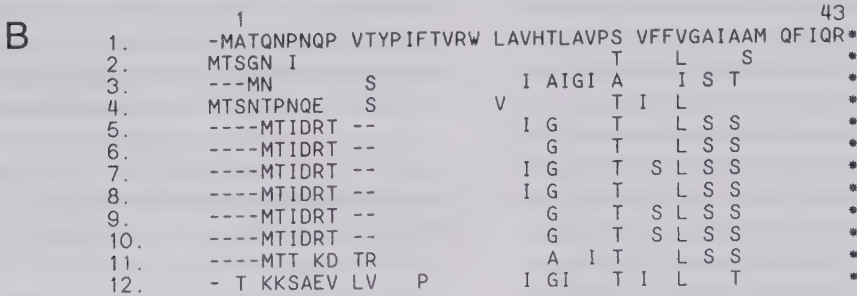 1 43
B
1. -MATQNPNQP VTYPIFTVRW LAVHTLAVPS VFFVGAIAAM QFIQR*
2. MTSGN I T L S
3. ---MN S I AIGI A I S T *
4. MTSNTPNQE S V T I L *
5. ----MTIDRT -- I G T L S S *
6. ----MTIDRT -- G T L S S *
7. ----MTIDRT -- I G T S L S S *
8. ----MTIDRT -- I G T L S S *
9. ----MTIDRT -- G T S L S S *
10. ----MTIDRT -- G T S L S S *
11. ----MTT KD TR A I T L S S *
12. - T KKSAEV LV P I GI T I L T *